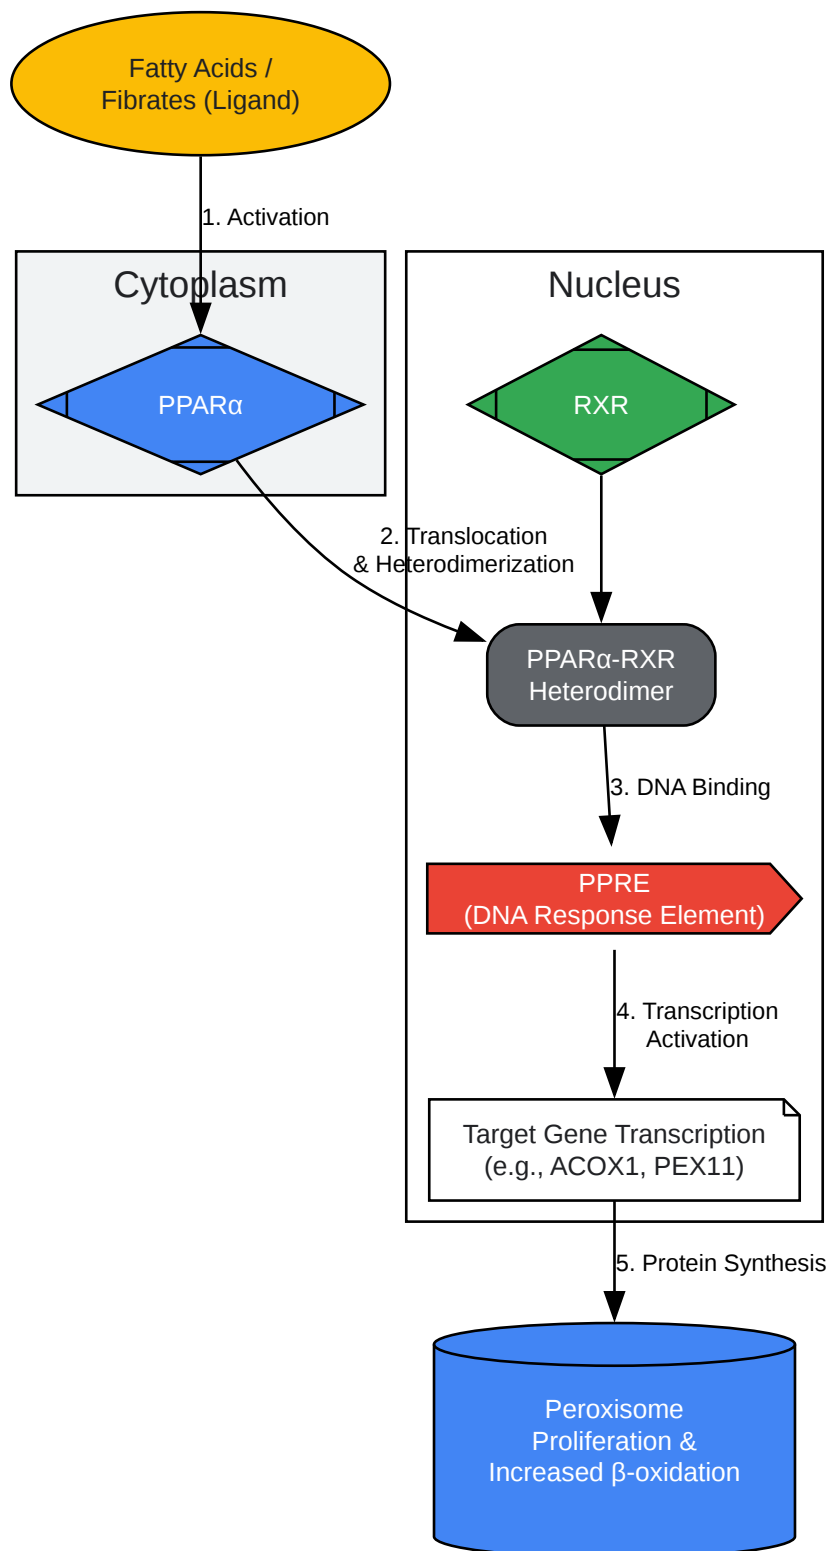 Fatty Acids /
Fibrates (Ligand)
1. Activation
Cytoplasm
Nucleus
PPARα
RXR
2. Translocation
& Heterodimerization
PPARα-RXR
Heterodimer
3. DNA Binding
PPRE
(DNA Response Element)
4. Transcription
Activation
Target Gene Transcription
(e.g., ACOX1, PEX11)
5. Protein Synthesis
Peroxisome
Proliferation &
Increased β-oxidation